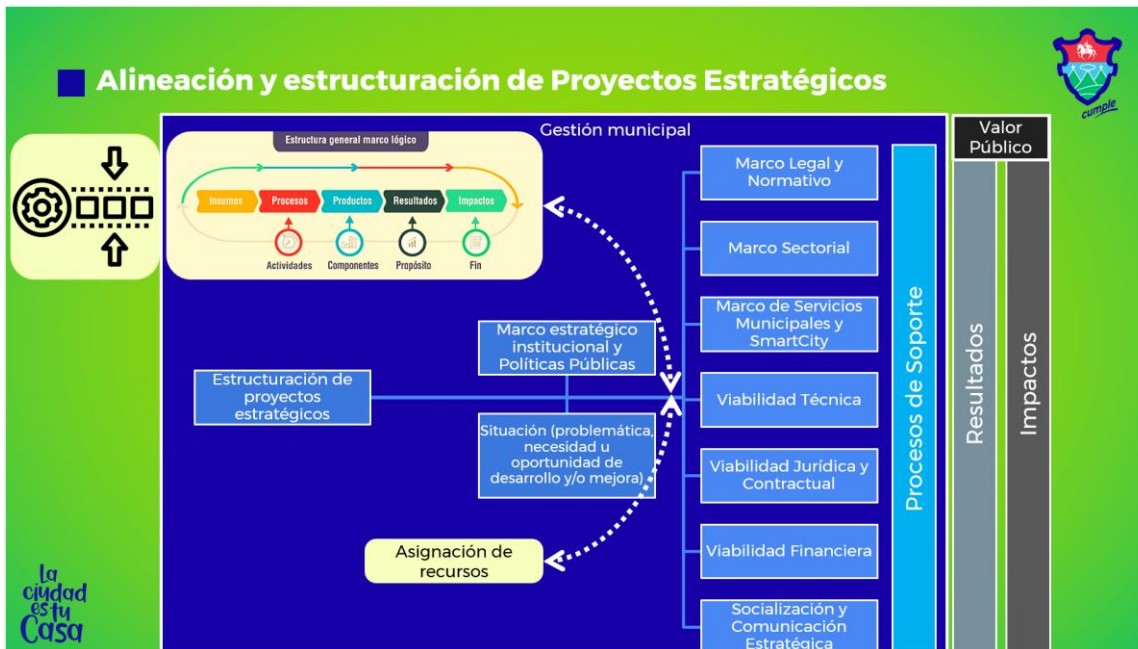 Alineación y estructuración de Proyectos Estratégicos
cumple
Gestión municipal
Valor
Público
Estructura general marco lógico
Insumos
Procesos
Productos
Resultados
Impactos
Actividades
Componentes
Propósito
Fin
Marco Legal y
Normativo
Marco Sectorial
Marco de Servicios
Municipales y
SmartCity
Marco estratégico
institucional y
Políticas Públicas
Estructuración de
proyectos
estratégicos
Situación (problemática,
necesidad u
oportunidad de
desarrollo y/o mejora)
Viabilidad Técnica
Viabilidad Jurídica y
Contractual
Viabilidad Financiera
Socialización y
Comunicación
Estratégica
Asignación de
recursos
Procesos de Soporte
Resultados
Impactos
La
ciudad
es tu
Casa